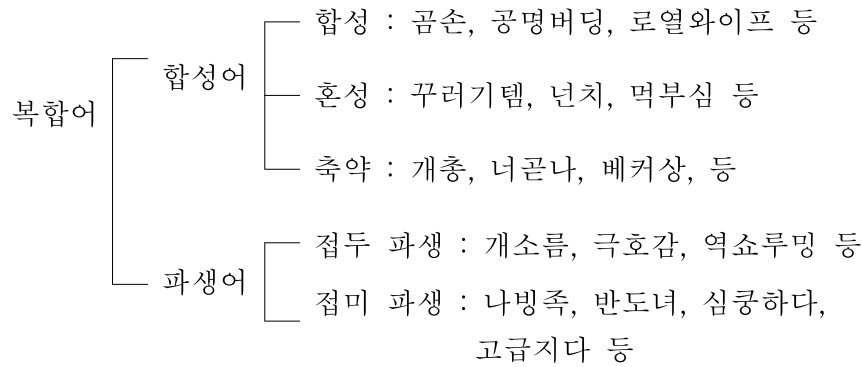 합성 : 곰손, 공명버딩, 로열와이프 등
합성어
혼성 : 꾸러기템, 넌치, 먹부심 등
복합어
축약 : 개총, 너곧나, 베커상, 등
접두 파생 : 개소름, 극호감, 역쇼루밍 등
파생어
접미 파생 : 나빙족, 반도녀, 심쿵하다,
고급지다 등